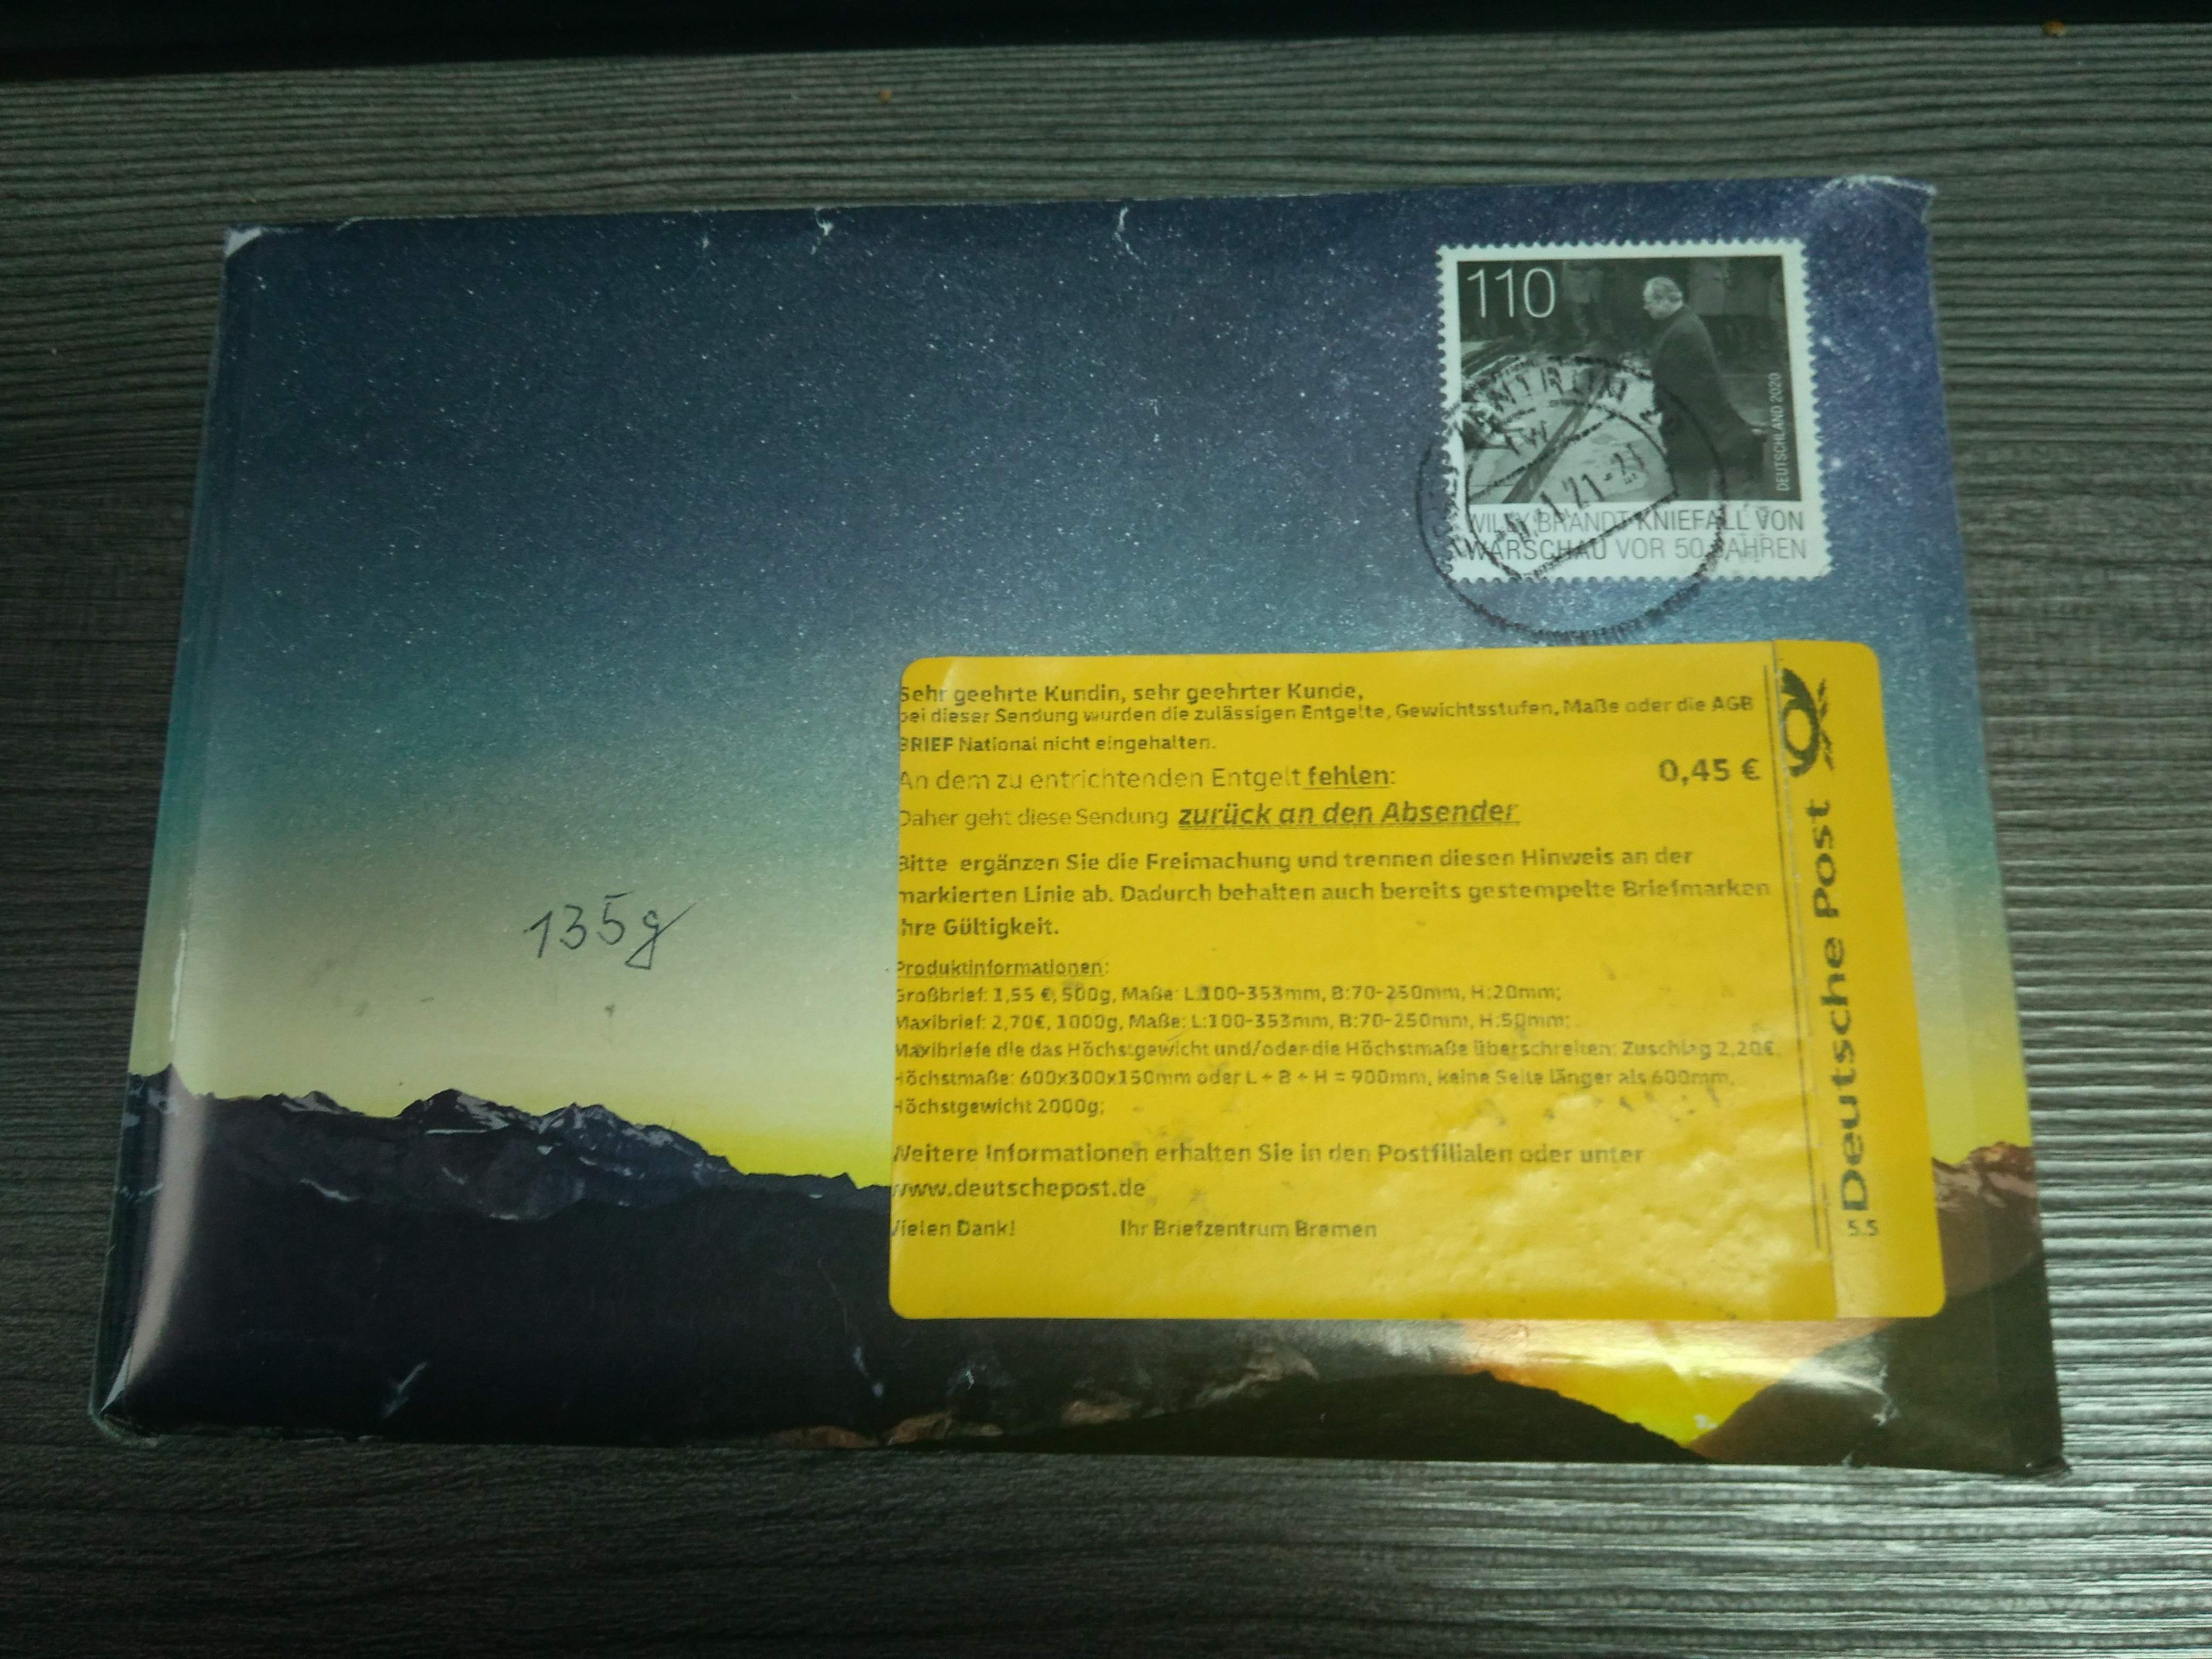 110
DEUTSCHLAND 2020
WILLY BRANDT KNIEFALL VON
WARSCHAU VOR 50 JAHREN
Sehr geehrte Kundin, sehr geehrter Kunde,
bei dieser Sendung wurden die zulässigen Entgelte, Gewichtsstufen, Maße oder die AGB
BRIEF National nicht eingehalten.
An dem zu entrichtenden Entgelt fehlen: 0,45 €
Daher geht diese Sendung zurück an den Absender
Bitte ergänzen Sie die Freimachung und trennen diesen Hinweis an der
markierten Linie ab. Dadurch behalten auch bereits gestempelte Briefmarken
ihre Gültigkeit.
Produktinformationen:
Großbrief: 1,55 €, 500g, Maße: L:100-353mm, B:70-250mm, H:20mm;
Maxibrief: 2,70€, 1000g, Maße: L:100-353mm, B:70-250mm, H:50mm;
Maxibriefe die das Höchstgewicht und/oder die Höchstmaße überschreiten: Zuschlag 2,20€
Höchstmaße: 600x300x150mm oder L + B + H = 900mm, keine Seite länger als 600mm,
Höchstgewicht 2000g;
Weitere Informationen erhalten Sie in den Postfilialen oder unter
www.deutschepost.de
Vielen Dank! Ihr Briefzentrum Bremen
Deutsche Post
5.5
135g